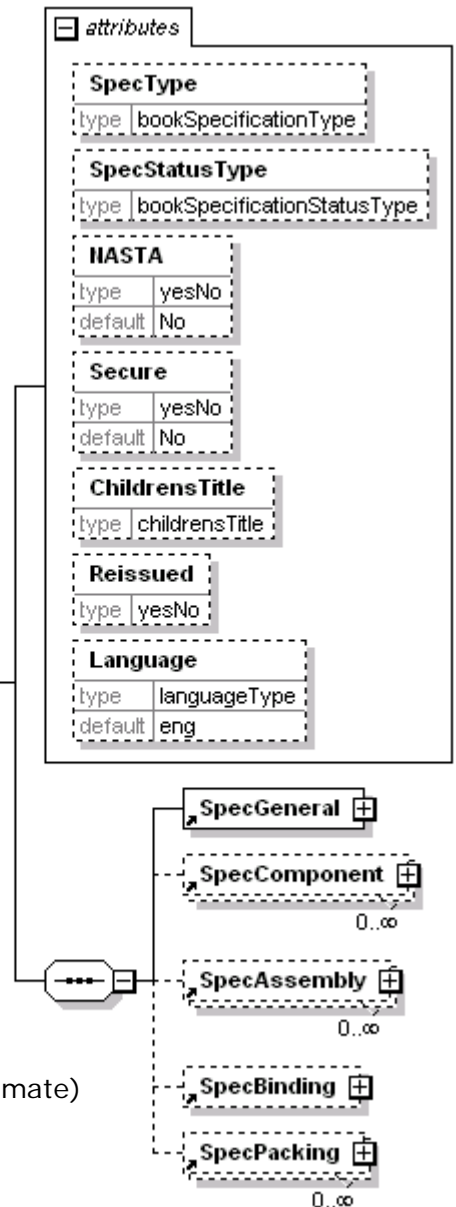 attributes
SpecType
type bookSpecificationType
SpecStatusType
type bookSpecificationStatusType
NASTA
type yesNo
default No
Secure
type yesNo
default No
ChildrensTitle
type childrensTitle
Reissued
type yesNo
Language
type languageType
default eng
SpecGeneral
SpecComponent
0..∞
SpecAssembly
0..∞
mate)
SpecBinding
SpecPacking
0..∞